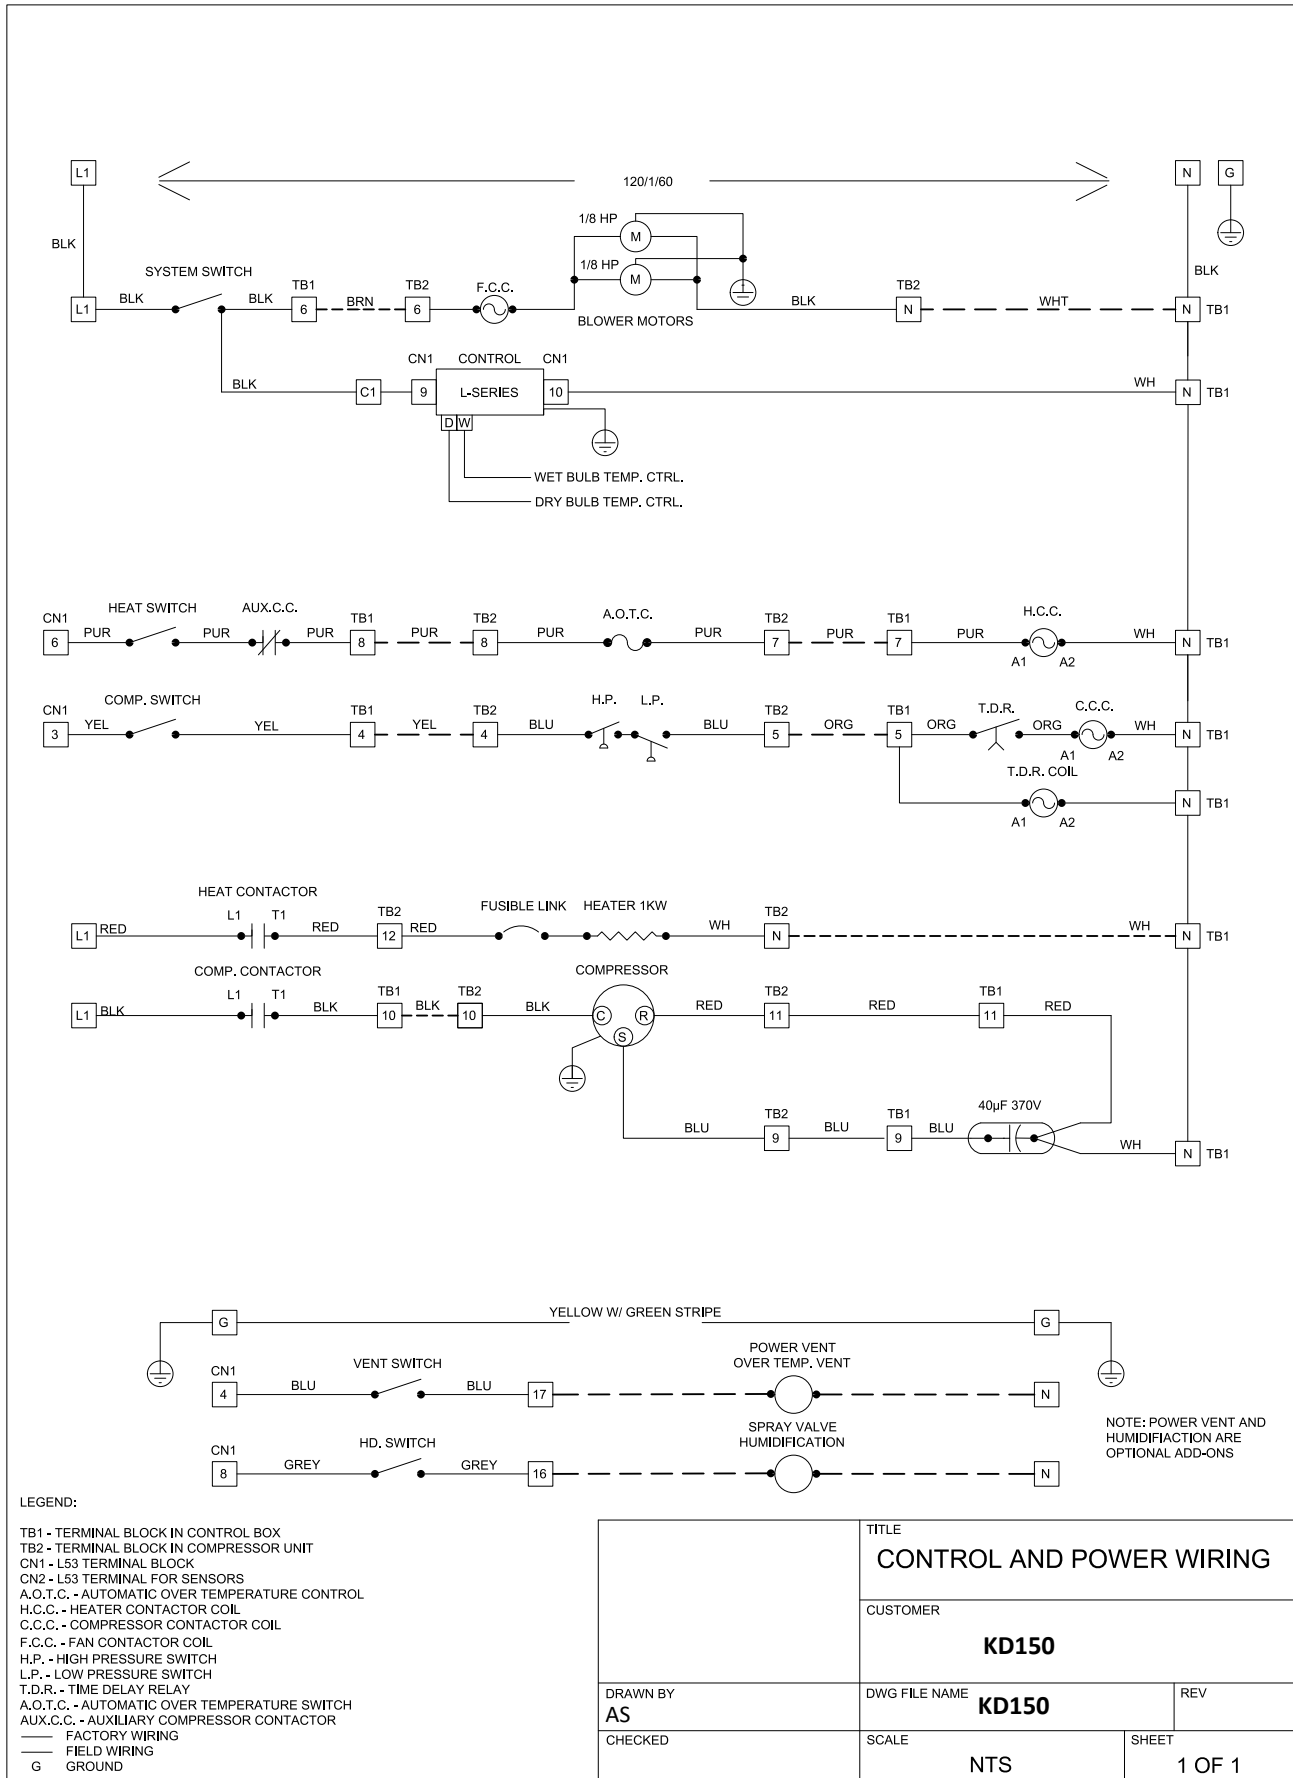 L1
120/1/60
N
G
BLK
BLK
1/8 HP
M
1/8 HP
M
BLOWER MOTORS
SYSTEM SWITCH
L1
BLK
BLK
TB1
6
BRN
TB2
6
F.C.C.
BLK
TB2
N
WHT
N
TB1
BLK
C1
CN1
9
CONTROL
L-SERIES
CN1
10
WH
N
TB1
D
W
WET BULB TEMP. CTRL.
DRY BULB TEMP. CTRL.
CN1
6
HEAT SWITCH
PUR
PUR
AUX.C.C.
PUR
TB1
8
PUR
TB2
8
PUR
A.O.T.C.
PUR
TB2
7
PUR
TB1
7
PUR
H.C.C.
A1
A2
WH
N
TB1
CN1
3
COMP. SWITCH
YEL
YEL
TB1
4
YEL
TB2
4
BLU
H.P.
L.P.
BLU
TB2
5
ORG
TB1
5
ORG
T.D.R.
ORG
C.C.C.
A1
A2
WH
N
TB1
T.D.R. COIL
A1
A2
N
TB1
HEAT CONTACTOR
L1
RED
L1
T1
RED
TB2
12
RED
FUSIBLE LINK
HEATER 1KW
WH
TB2
N
WH
N
TB1
COMP. CONTACTOR
L1
BLK
L1
T1
BLK
TB1
10
BLK
TB2
10
BLK
COMPRESSOR
C
R
S
RED
TB2
11
RED
TB1
11
RED
BLU
TB2
9
BLU
TB1
9
BLU
40µF 370V
WH
N
TB1
G
YELLOW W/ GREEN STRIPE
G
CN1
4
BLU
VENT SWITCH
BLU
17
POWER VENT
OVER TEMP. VENT
N
CN1
8
GREY
HD. SWITCH
GREY
16
SPRAY VALVE
HUMIDIFICATION
N
NOTE: POWER VENT AND
HUMIDIFIACTION ARE
OPTIONAL ADD-ONS
LEGEND:
TB1 - TERMINAL BLOCK IN CONTROL BOX
TB2 - TERMINAL BLOCK IN COMPRESSOR UNIT
CN1 - L53 TERMINAL BLOCK
CN2 - L53 TERMINAL FOR SENSORS
A.O.T.C. - AUTOMATIC OVER TEMPERATURE CONTROL
H.C.C. - HEATER CONTACTOR COIL
C.C.C. - COMPRESSOR CONTACTOR COIL
F.C.C. - FAN CONTACTOR COIL
H.P. - HIGH PRESSURE SWITCH
L.P. - LOW PRESSURE SWITCH
T.D.R. - TIME DELAY RELAY
A.O.T.C. - AUTOMATIC OVER TEMPERATURE SWITCH
AUX.C.C. - AUXILIARY COMPRESSOR CONTACTOR
FACTORY WIRING
FIELD WIRING
G GROUND
TITLE
CONTROL AND POWER WIRING
CUSTOMER
KD150
DRAWN BY
AS
DWG FILE NAME
KD150
REV
CHECKED
SCALE
NTS
SHEET
1 OF 1